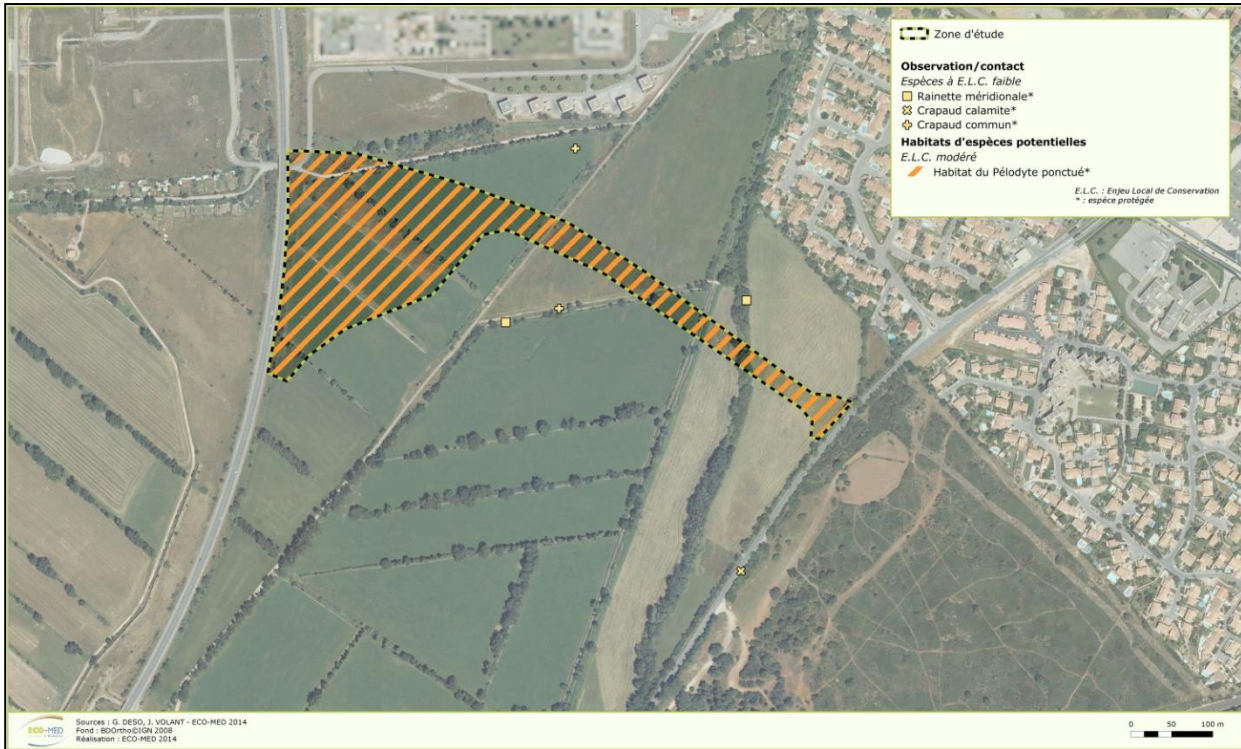 Zone d'étude
Observation/contact
Espèces à E.L.C. faible
Rainette méridionale*
Crapaud calamite*
Crapaud commun*
Habitats d'espèces potentielles
E.L.C. modéré
Habitat du Pélodyte ponctué*
E.L.C. : Enjeu Local de Conservation
* : espèce protégée
ECO-MED
Sources : G. DESO, J. VOLANT - ECO-MED 2014
Fond : BDOrtho©IGN 2008
Réalisation : ECO-MED 2014
0 50 100 m